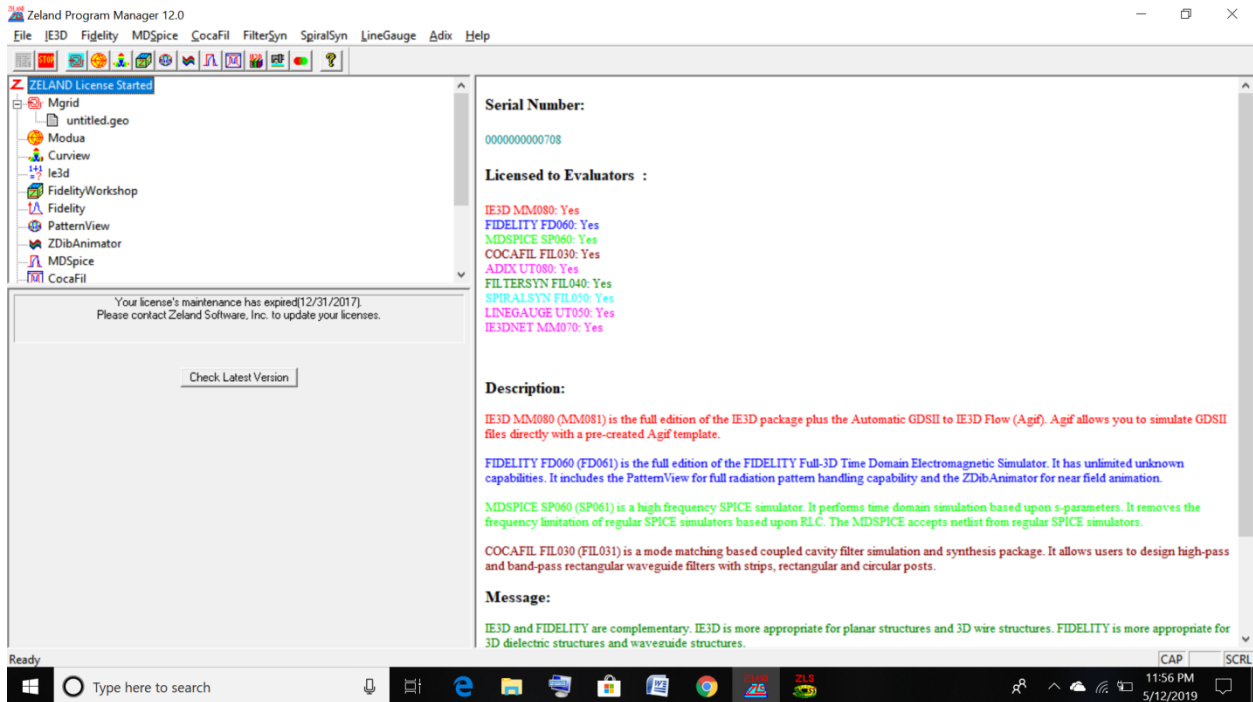 Zeland Program Manager 12.0
File IE3D Fidelity MDSpice CocaFil FilterSyn SpiralSyn LineGauge Adix Help
STOP
ZELAND License Started
Mgrid
untitled.geo
Modua
Curview
1+1 =? Ie3d
FidelityWorkshop
Fidelity
PatternView
ZDibAnimator
MDSpice
CocaFil
Your license's maintenance has expired(12/31/2017).
Please contact Zeland Software, Inc. to update your licenses.
Check Latest Version
Serial Number:
0000000000708
Licensed to Evaluators :
IE3D MM080: Yes
FIDELITY FD060: Yes
MDSPICE SP060: Yes
COCAFIL FIL030: Yes
ADIX UT080: Yes
FILTERSYN FIL040: Yes
SPIRALSYN FIL050: Yes
LINEGAUGE UT050: Yes
IE3DNET MM070: Yes
Description:
IE3D MM080 (MM081) is the full edition of the IE3D package plus the Automatic GDSII to IE3D Flow (Agif). Agif allows you to simulate GDSII
files directly with a pre-created Agif template.
FIDELITY FD060 (FD061) is the full edition of the FIDELITY Full-3D Time Domain Electromagnetic Simulator. It has unlimited unknown
capabilities. It includes the PatternView for full radiation pattern handling capability and the ZDibAnimator for near field animation.
MDSPICE SP060 (SP061) is a high frequency SPICE simulator. It performs time domain simulation based upon s-parameters. It removes the
frequency limitation of regular SPICE simulators based upon RLC. The MDSPICE accepts netlist from regular SPICE simulators.
COCAFIL FIL030 (FIL031) is a mode matching based coupled cavity filter simulation and synthesis package. It allows users to design high-pass
and band-pass rectangular waveguide filters with strips, rectangular and circular posts.
Message:
IE3D and FIDELITY are complementary. IE3D is more appropriate for planar structures and 3D wire structures. FIDELITY is more appropriate for
3D dielectric structures and waveguide structures.
Ready
CAP SCRL
Type here to search
ZLS
11:56 PM
5/12/2019